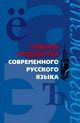 СЛОВАРЬ
ТРУДНОСТЕЙ
СОВРЕМЕННОГО
РУССКОГО
ЯЗЫКА
ё